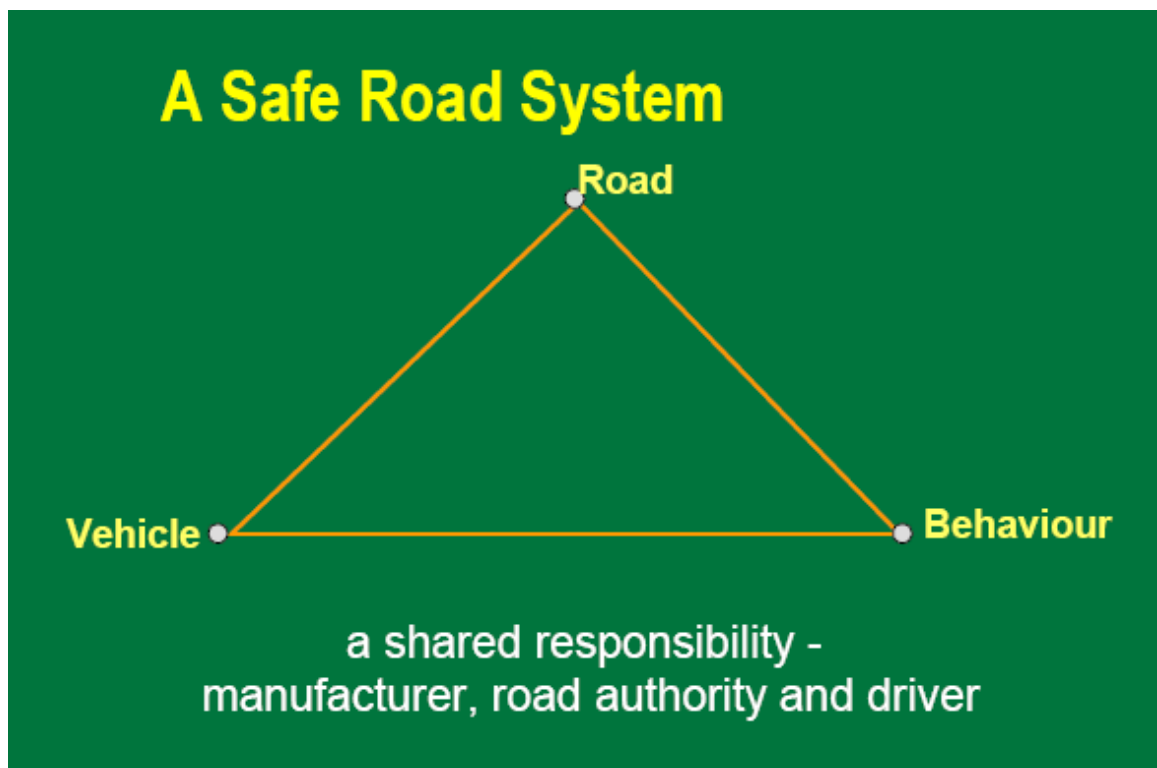 A Safe Road System
Road
Vehicle
Behaviour
a shared responsibility -
manufacturer, road authority and driver